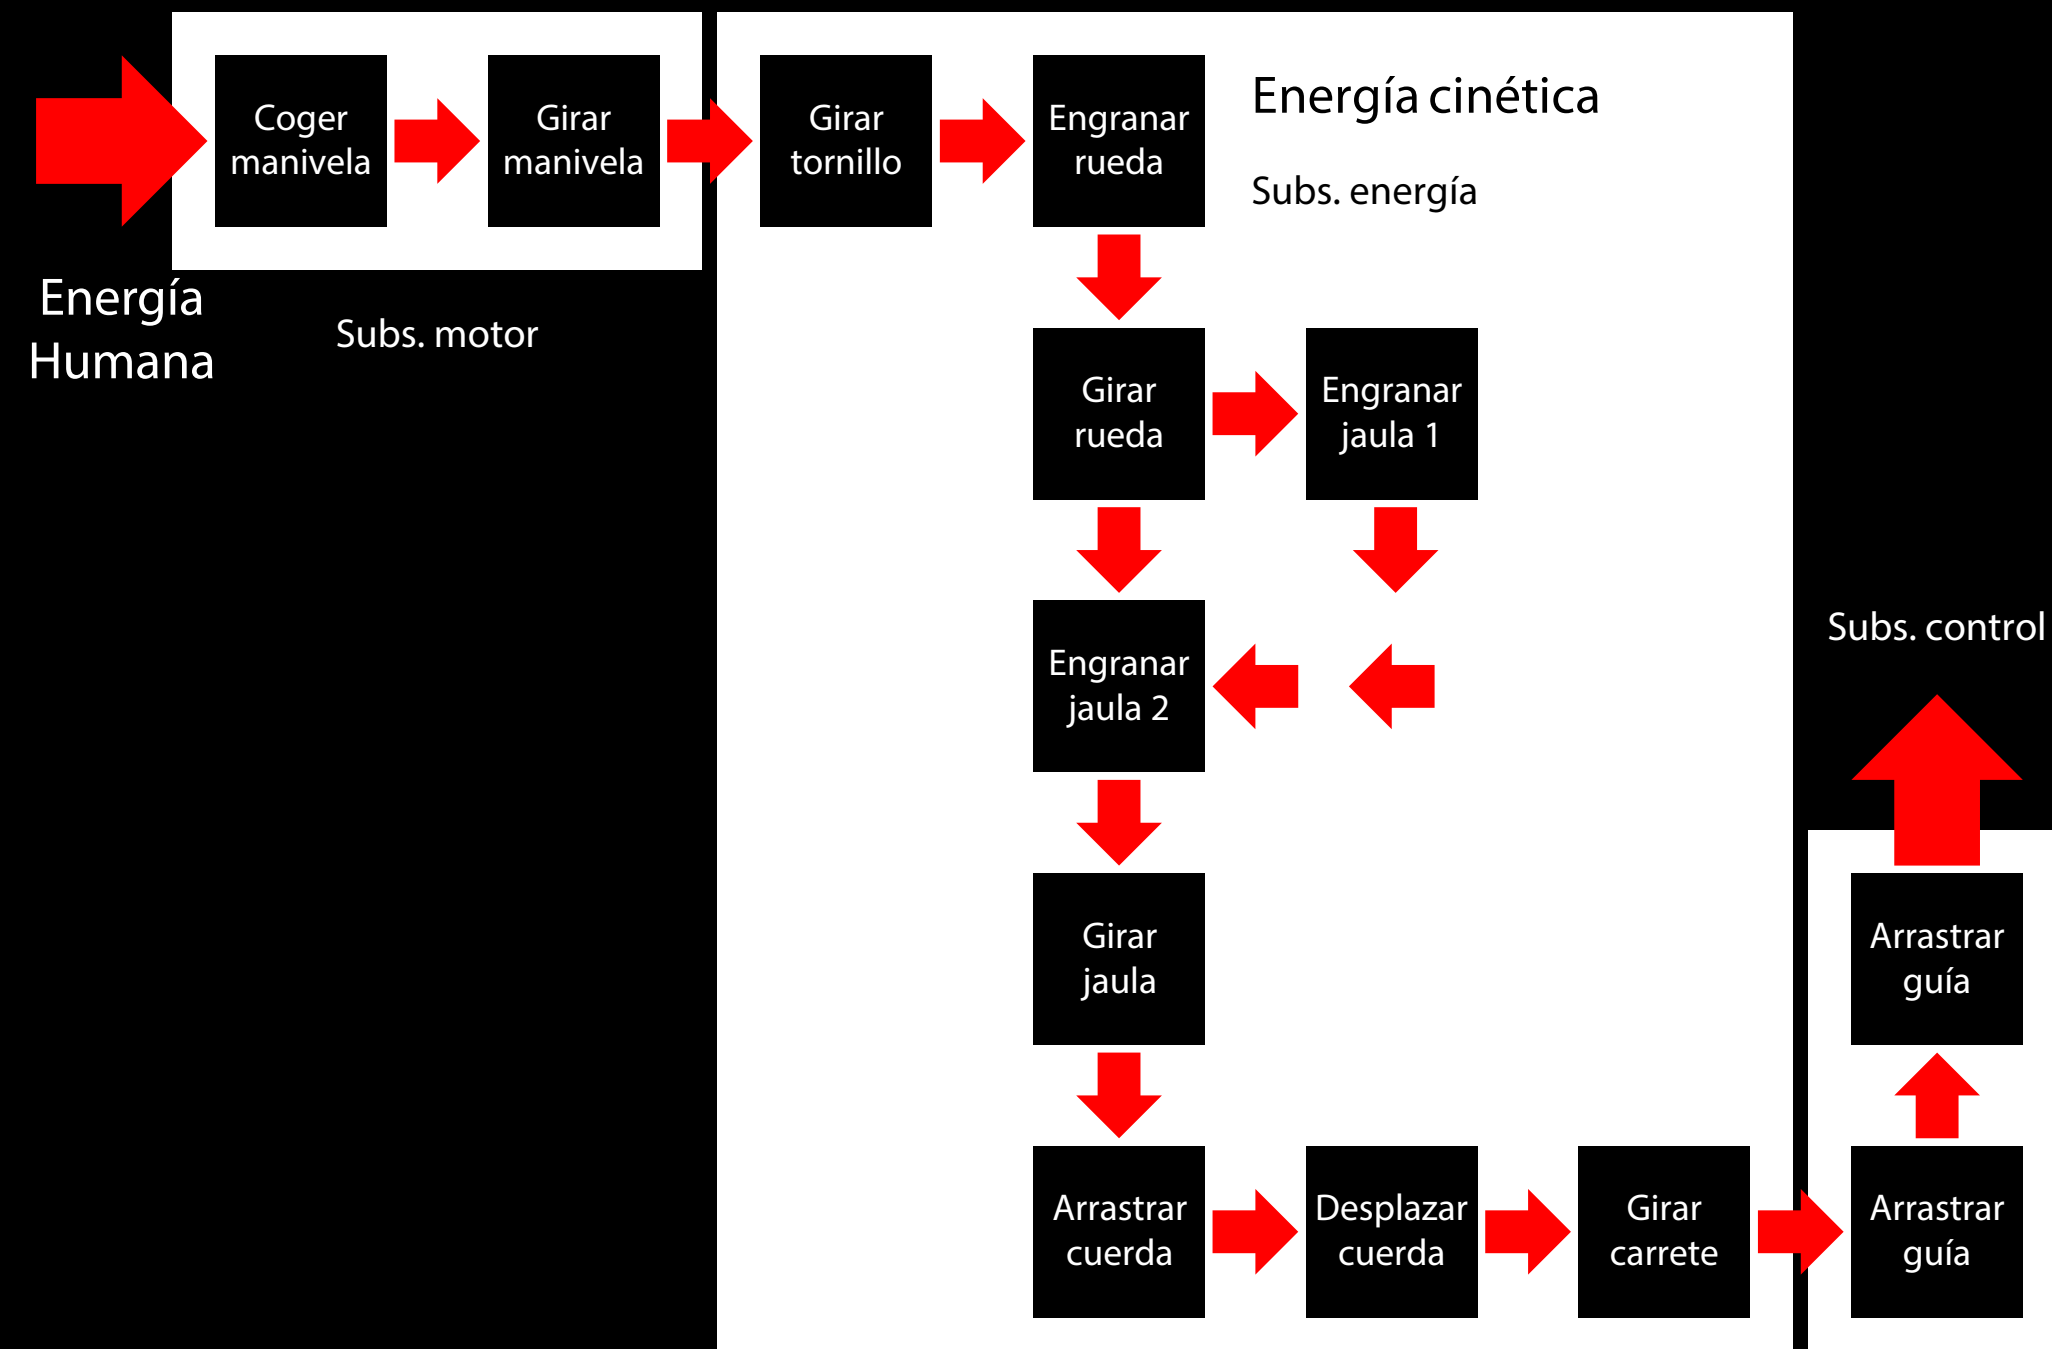 Coger
manivela
Girar
manivela
Girar
tornillo
Engranar
rueda
Energía cinética
Subs. energía
Energía
Humana
Subs. motor
Girar
rueda
Engranar
jaula 1
Engranar
jaula 2
Subs. control
Girar
jaula
Arrastrar
guía
Arrastrar
cuerda
Desplazar
cuerda
Girar
carrete
Arrastrar
guía